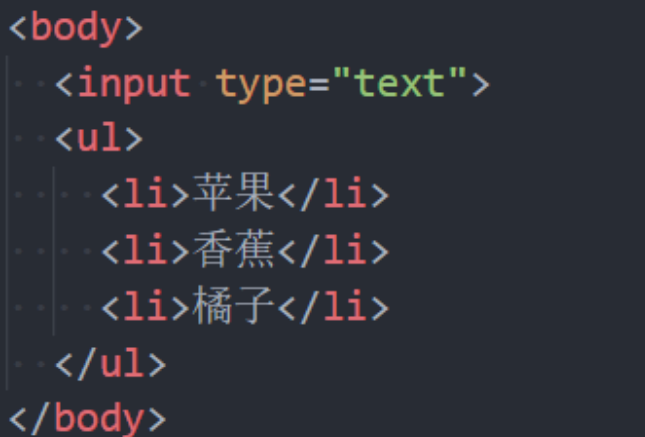 <body>
<input type="text">
<ul>
<li>苹果</li>
<li>香蕉</li>
<li>橘子</li>
</ul>
</body>